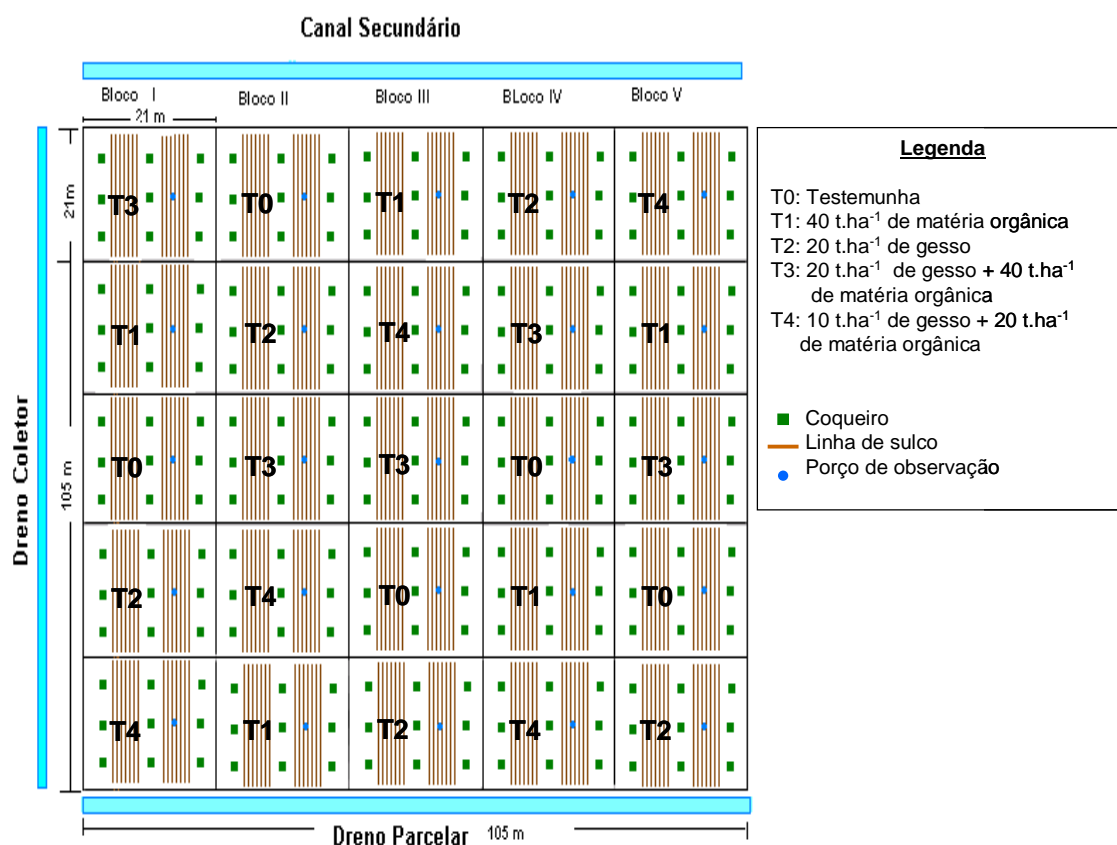 Canal Secundário
Bloco I
Bloco II
Bloco III
BLoco IV
Bloco V
21 m
21m
T3
T0
T1
T2
T4
T1
T2
T4
T3
T1
T0
T3
T3
T0
T3
T2
T4
T0
T1
T0
T4
T1
T2
T4
T2
Dreno Coletor
105 m
Dreno Parcelar 105 m
Legenda
T0: Testemunha
T1: 40 t.ha⁻¹ de matéria orgânica
T2: 20 t.ha⁻¹ de gesso
T3: 20 t.ha⁻¹ de gesso + 40 t.ha⁻¹
de matéria orgânica
T4: 10 t.ha⁻¹ de gesso + 20 t.ha⁻¹
de matéria orgânica
Coqueiro
Linha de sulco
Porço de observação